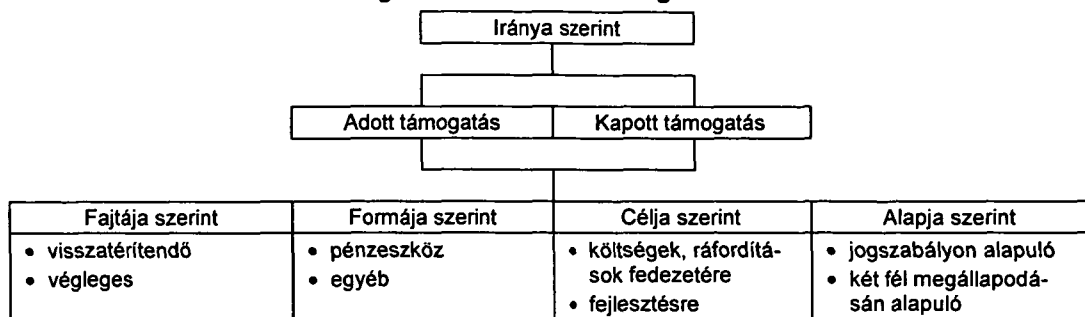 Iránya szerint
Adott támogatás Kapott támogatás
Fajtája szerint Formája szerint Célja szerint Alapja szerint
• visszatérítendő
• végleges
• pénzeszköz
• egyéb
• költségek, ráfordítá-
sok fedezetére
• fejlesztésre
• jogszabályon alapuló
• két fél megállapodá-
sán alapuló